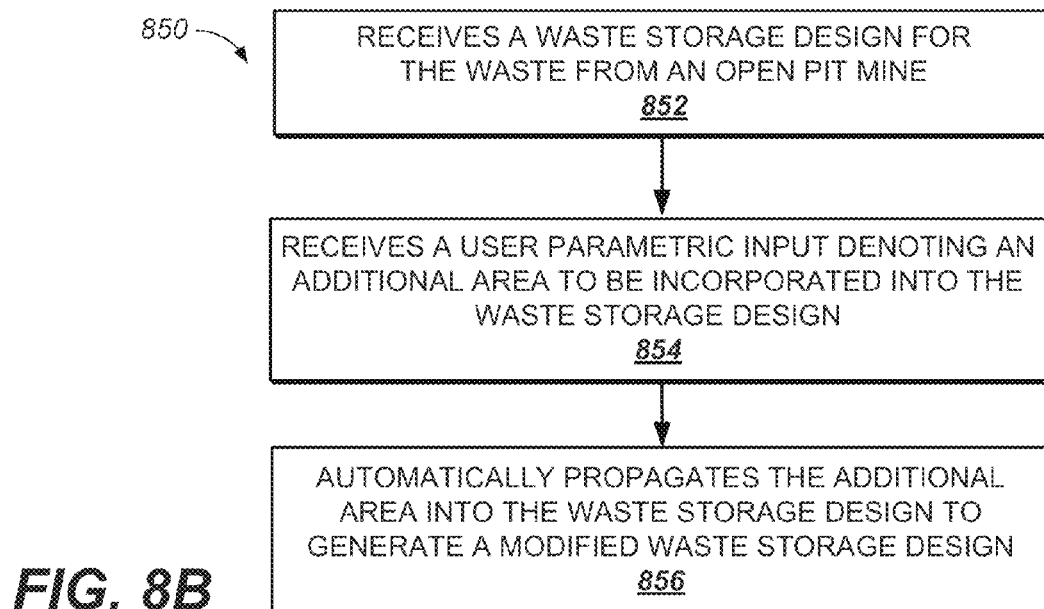 850
RECEIVES A WASTE STORAGE DESIGN FOR
THE WASTE FROM AN OPEN PIT MINE
852
RECEIVES A USER PARAMETRIC INPUT DENOTING AN
ADDITIONAL AREA TO BE INCORPORATED INTO THE
WASTE STORAGE DESIGN
854
AUTOMATICALLY PROPAGATES THE ADDITIONAL
AREA INTO THE WASTE STORAGE DESIGN TO
GENERATE A MODIFIED WASTE STORAGE DESIGN
856
FIG. 8B